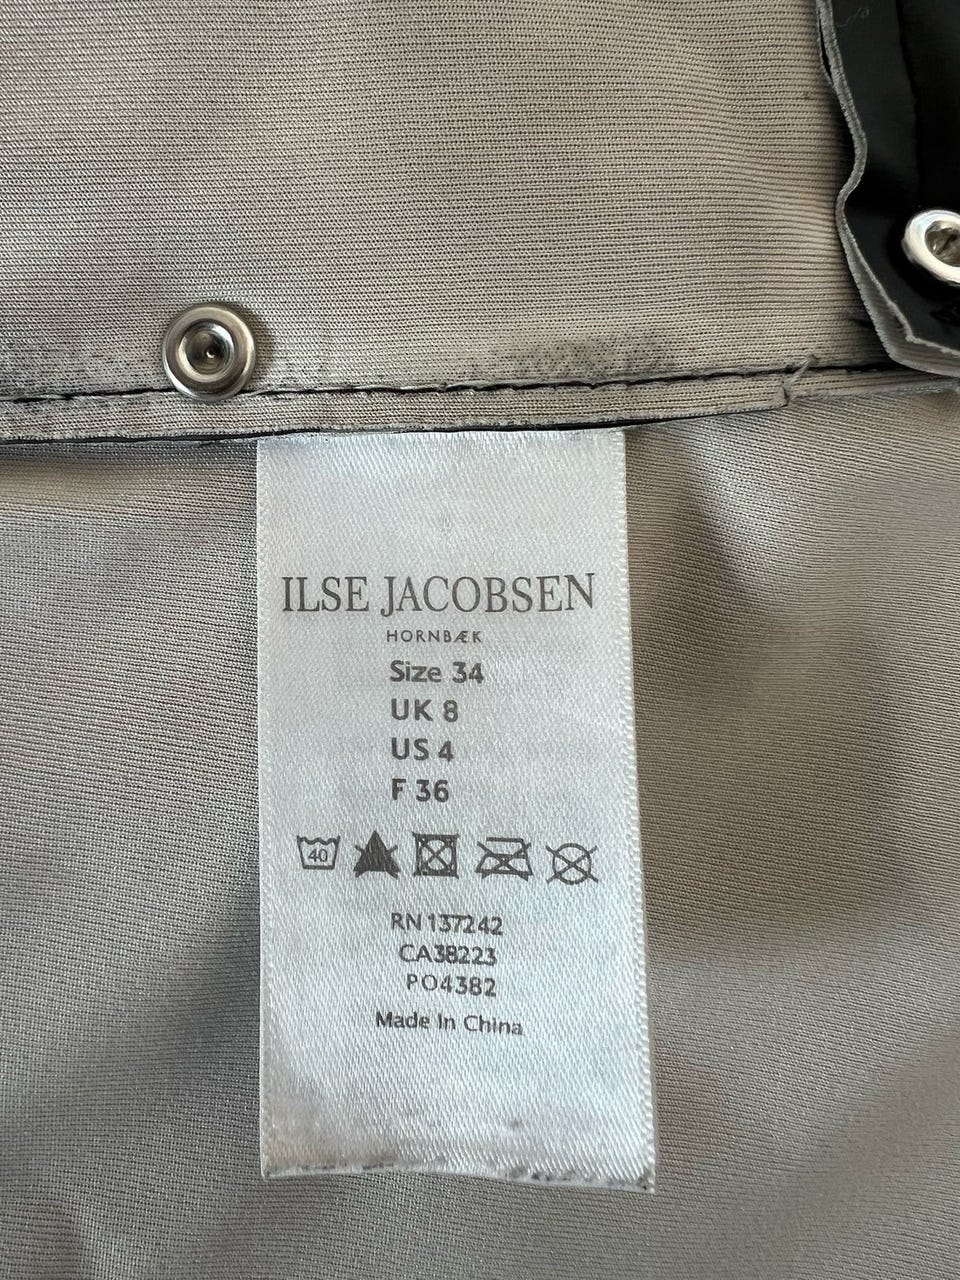 ILSE JACOBSEN
HORNBÆK
Size 34
UK 8
US 4
F 36
40
RN 137242
CA38223
PO4382
Made In China